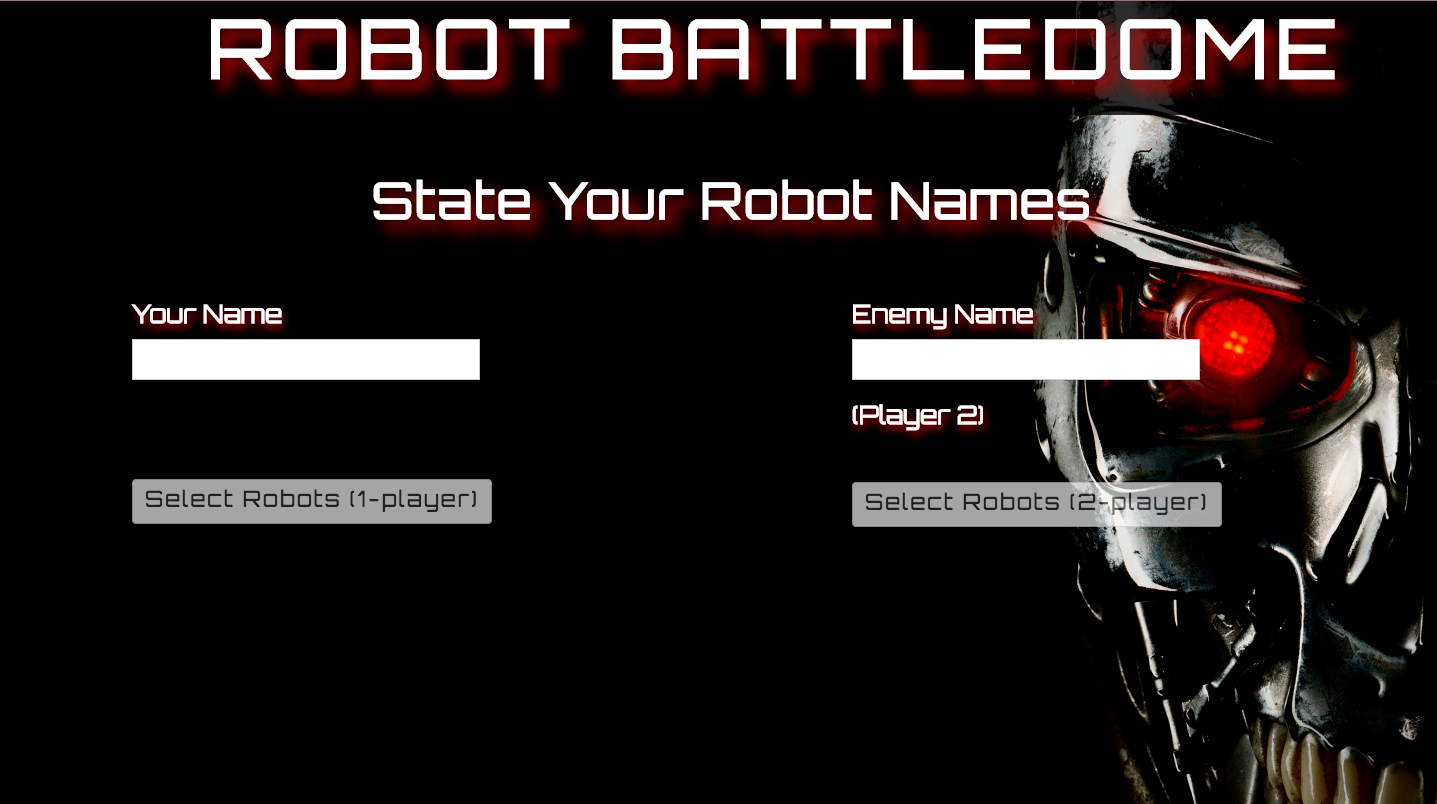 ROBOT BATTLEDOME
State Your Robot Names
Your Name
Enemy Name
(Player 2)
Select Robots (1-player)
Select Robots (2-player)